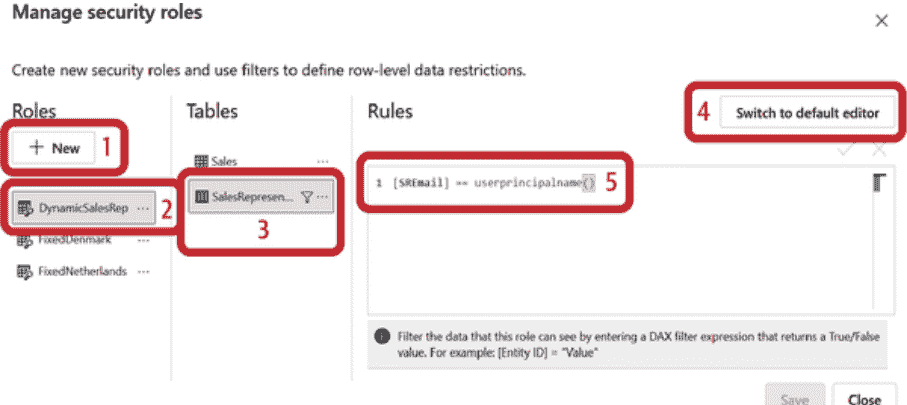 Manage security roles
Create new security roles and use filters to define row-level data restrictions.
Roles
Tables
Rules
4
Switch to default editor
+ New
1
Sales
...
1 [SREmail] == userprincipalname()
5
DynamicSalesRep ...
2
SalesRepresen... ...
3
FixedDenmark ...
FixedNetherlands ...
Filter the data that this role can see by entering a DAX filter expression that returns a True/False
value. For example: [Entity ID] = "Value"
Save
Close